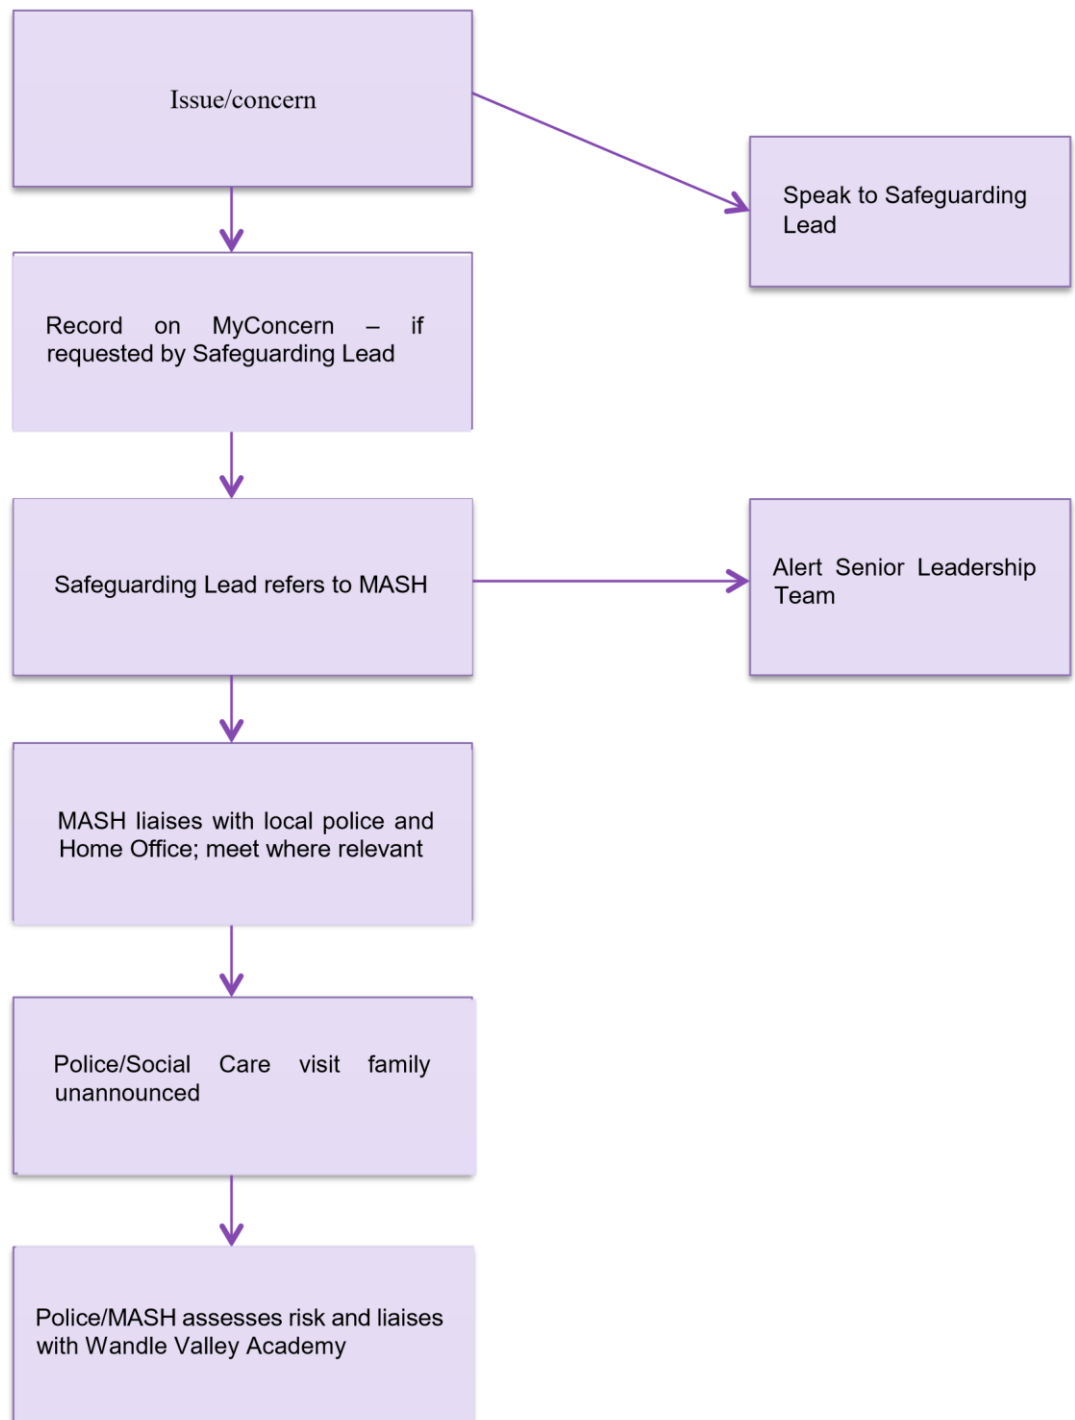 Issue/concern
Speak to Safeguarding
Lead
Record on MyConcern – if
requested by Safeguarding Lead
Safeguarding Lead refers to MASH
Alert Senior Leadership
Team
MASH liaises with local police and
Home Office; meet where relevant
Police/Social Care visit family
unannounced
Police/MASH assesses risk and liaises
with Wandle Valley Academy